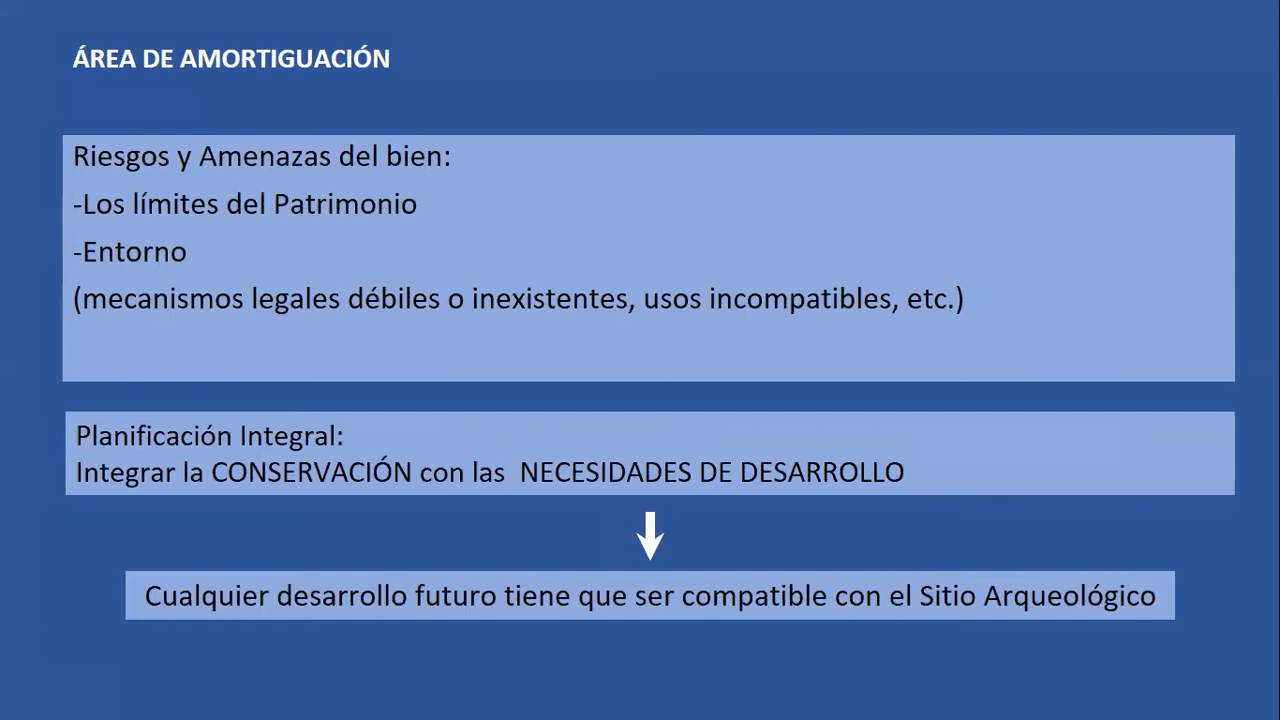 ÁREA DE AMORTIGUACIÓN
Riesgos y Amenazas del bien:
-Los límites del Patrimonio
-Entorno
(mecanismos legales débiles o inexistentes, usos incompatibles, etc.)
Planificación Integral:
Integrar la CONSERVACIÓN con las  NECESIDADES DE DESARROLLO
Cualquier desarrollo futuro tiene que ser compatible con el Sitio Arqueológico